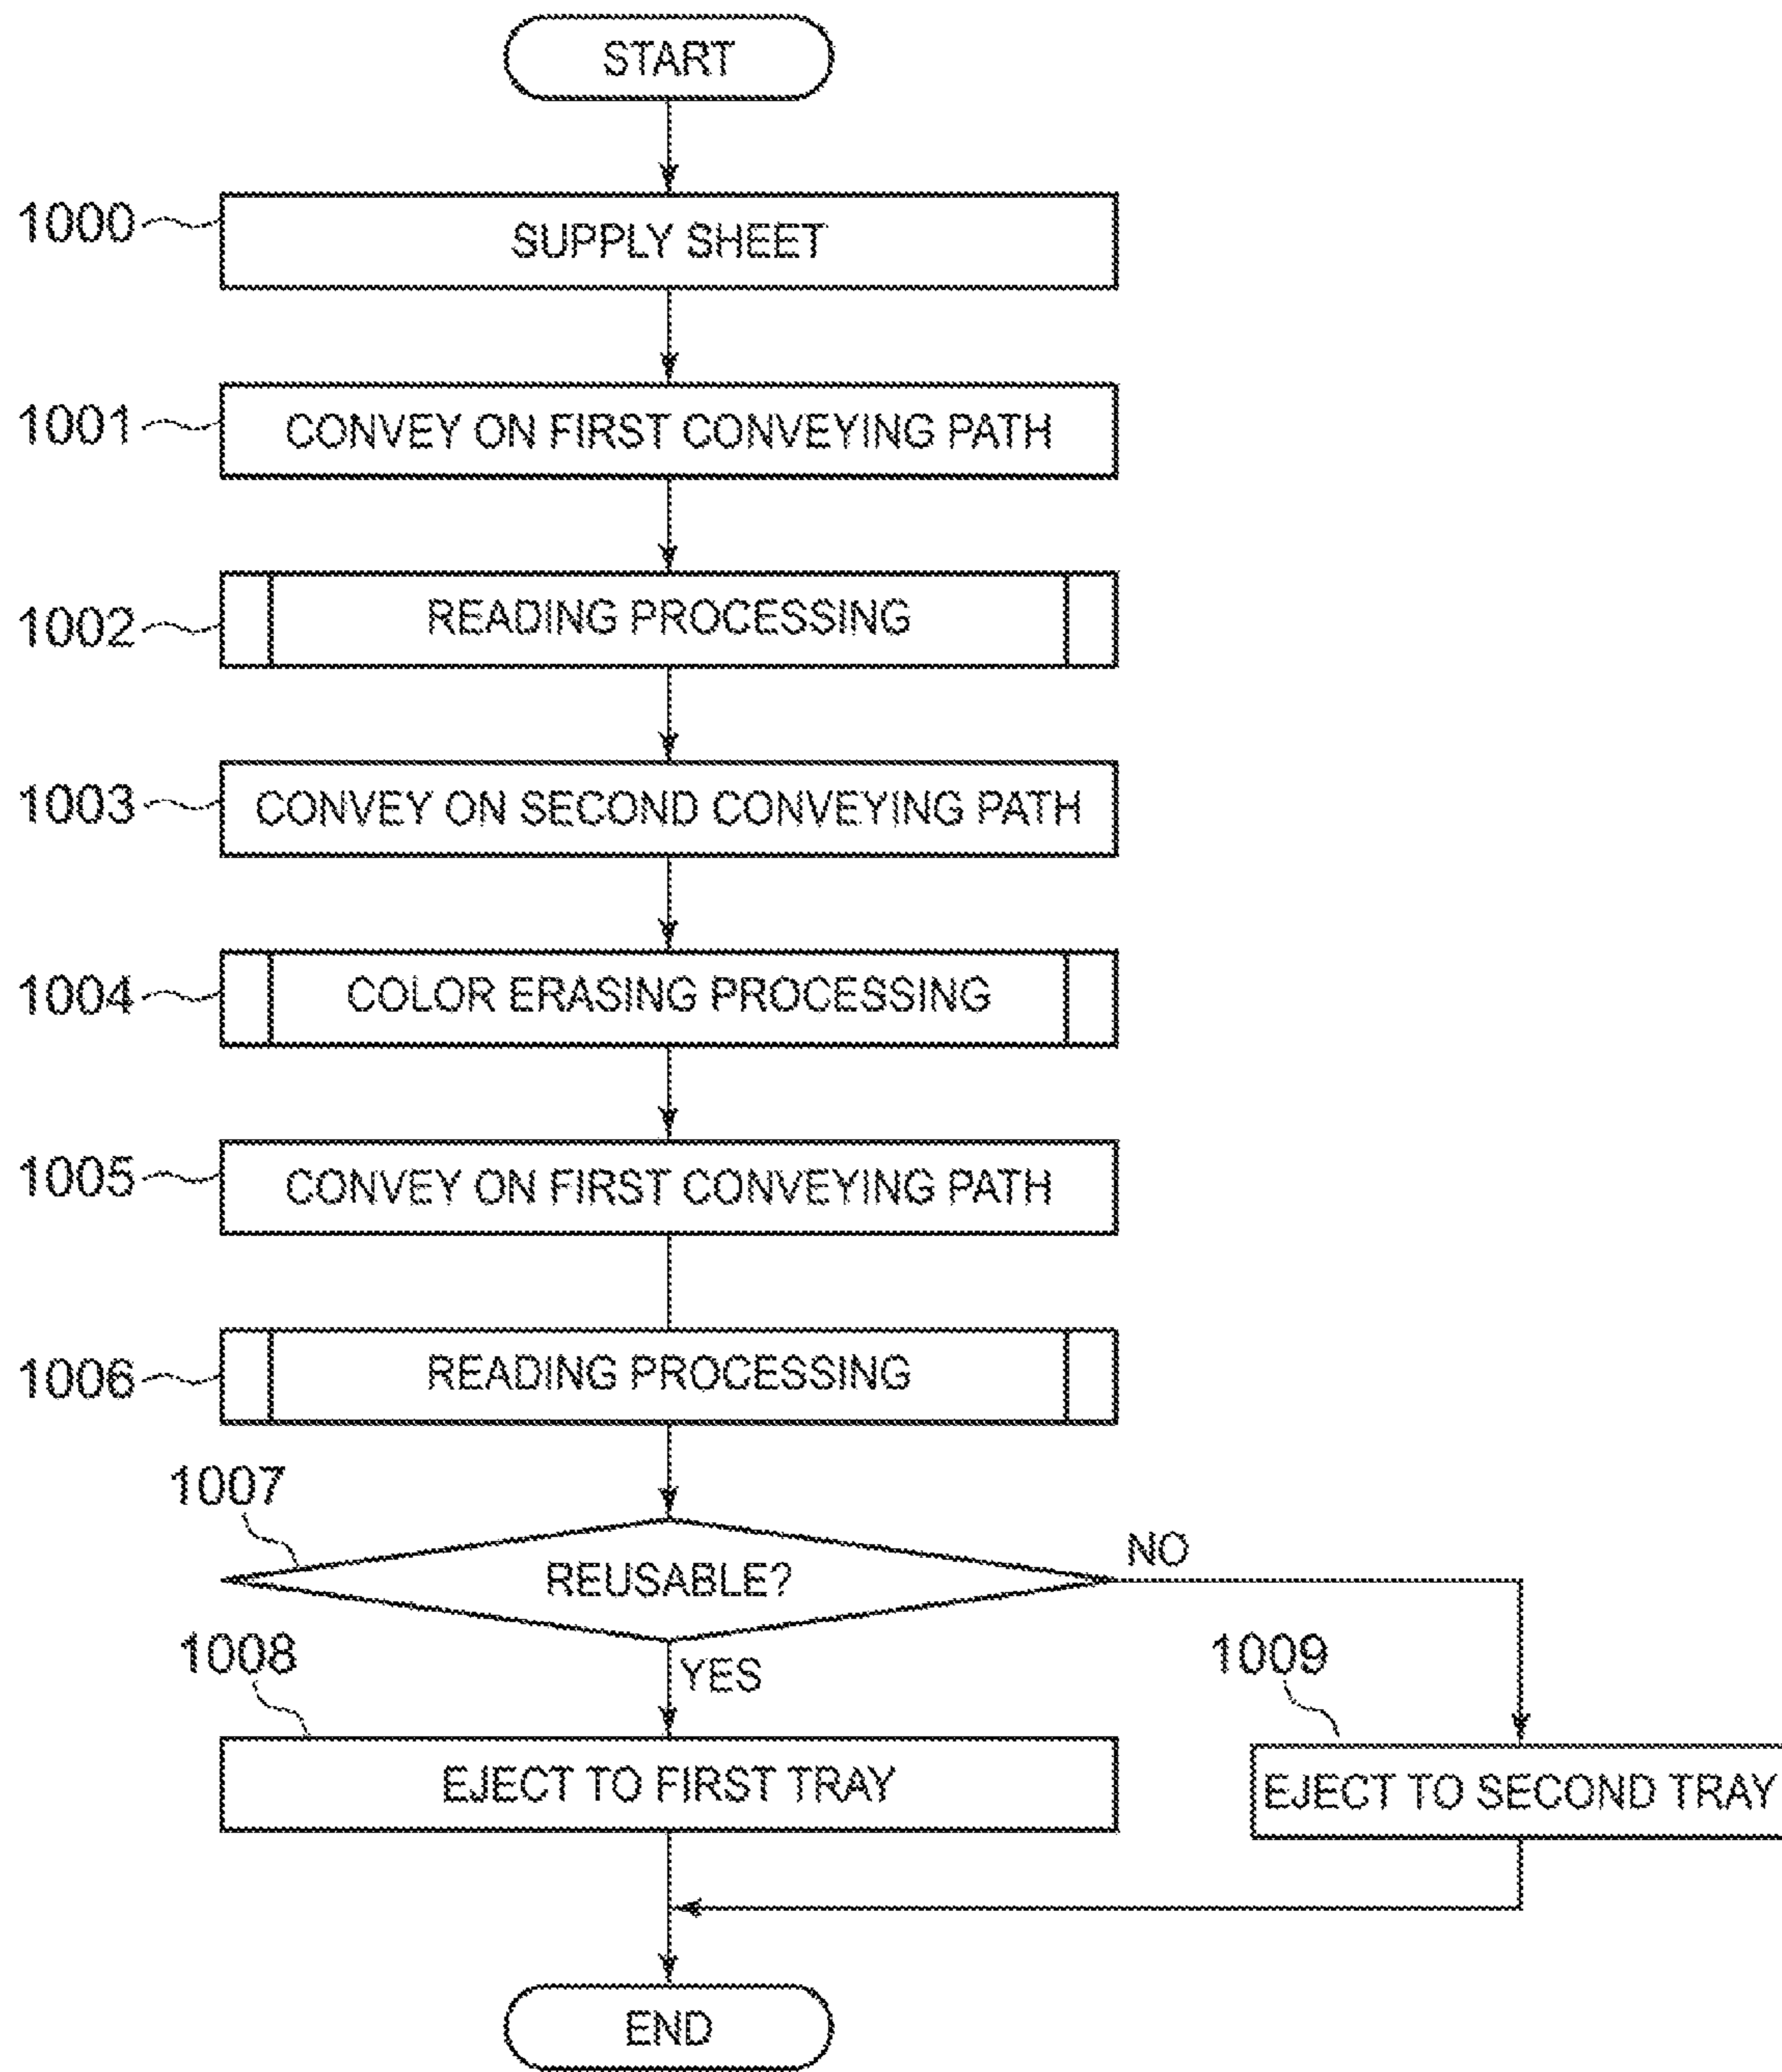 START
1000
SUPPLY SHEET
1001
CONVEY ON FIRST CONVEYING PATH
1002
READING PROCESSING
1003
CONVEY ON SECOND CONVEYING PATH
1004
COLOR ERASING PROCESSING
1005
CONVEY ON FIRST CONVEYING PATH
1006
READING PROCESSING
1007
REUSABLE?
NO
YES
1008
EJECT TO FIRST TRAY
1009
EJECT TO SECOND TRAY
END